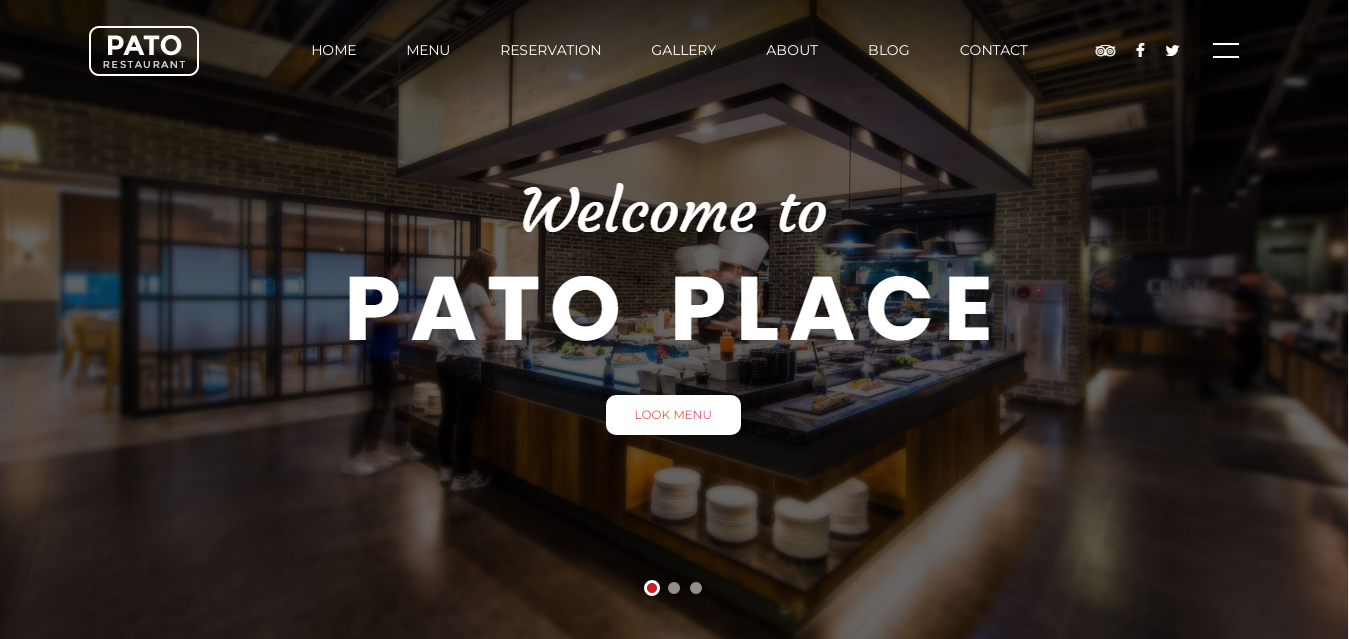 PATO
RESTAURANT
HOME MENU RESERVATION GALLERY ABOUT BLOG CONTACT
Welcome to
PATO PLACE
LOOK MENU